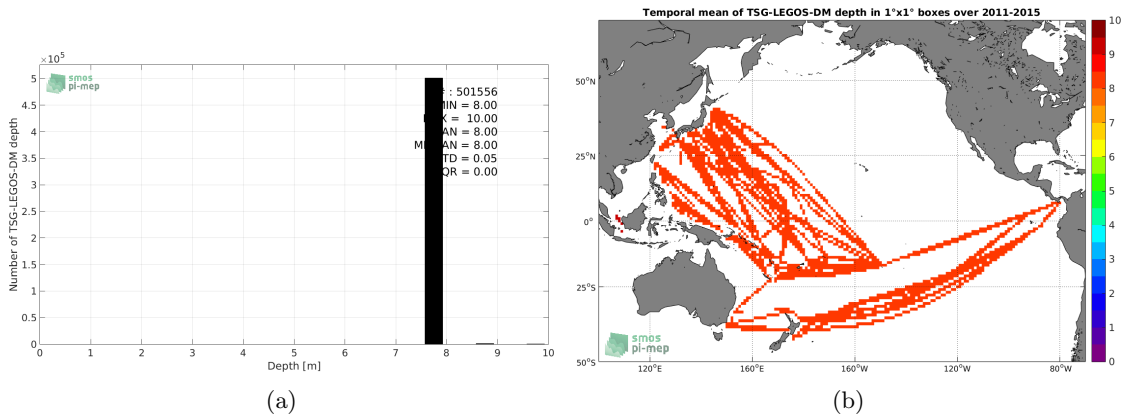 ×10⁵
5
4.5
4
3.5
3
2.5
2
1.5
1
0.5
0
Number of TSG-LEGOS-DM depth
smos
pi-mep
: 501556
MIN = 8.00
X = 10.00
AN = 8.00
M AN = 8.00
TD = 0.05
QR = 0.00
0 1 2 3 4 5 6 7 8 9 10
Depth [m]
(a)
Temporal mean of TSG-LEGOS-DM depth in 1°x1° boxes over 2011-2015
50°N
25°N
0°
25°S
50°S
smos
pi-mep
120°E 160°E 160°W 120°W 80°W
10
9
8
7
6
5
4
3
2
1
0
(b)